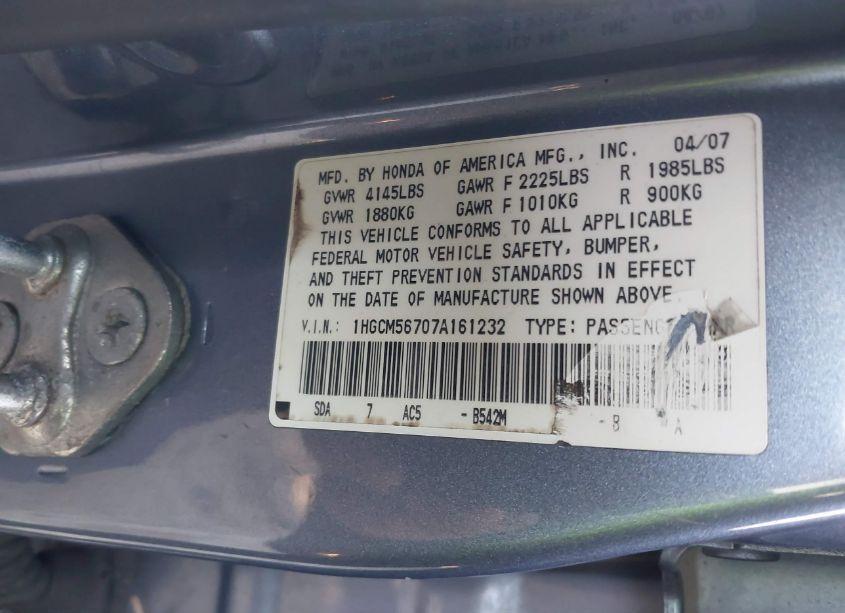 MFD. BY HONDA OF AMERICA MFG., INC. 04/07
GVWR 4145LBS GAWR F 2225LBS R 1985LBS
GVWR 1880KG GAWR F 1010KG R 900KG
THIS VEHICLE CONFORMS TO ALL APPLICABLE
FEDERAL MOTOR VEHICLE SAFETY, BUMPER,
AND THEFT PREVENTION STANDARDS IN EFFECT
ON THE DATE OF MANUFACTURE SHOWN ABOVE.
V.I.N.: 1HGCM56707A161232 TYPE:
SDA 7 AC5 -B542M -B A